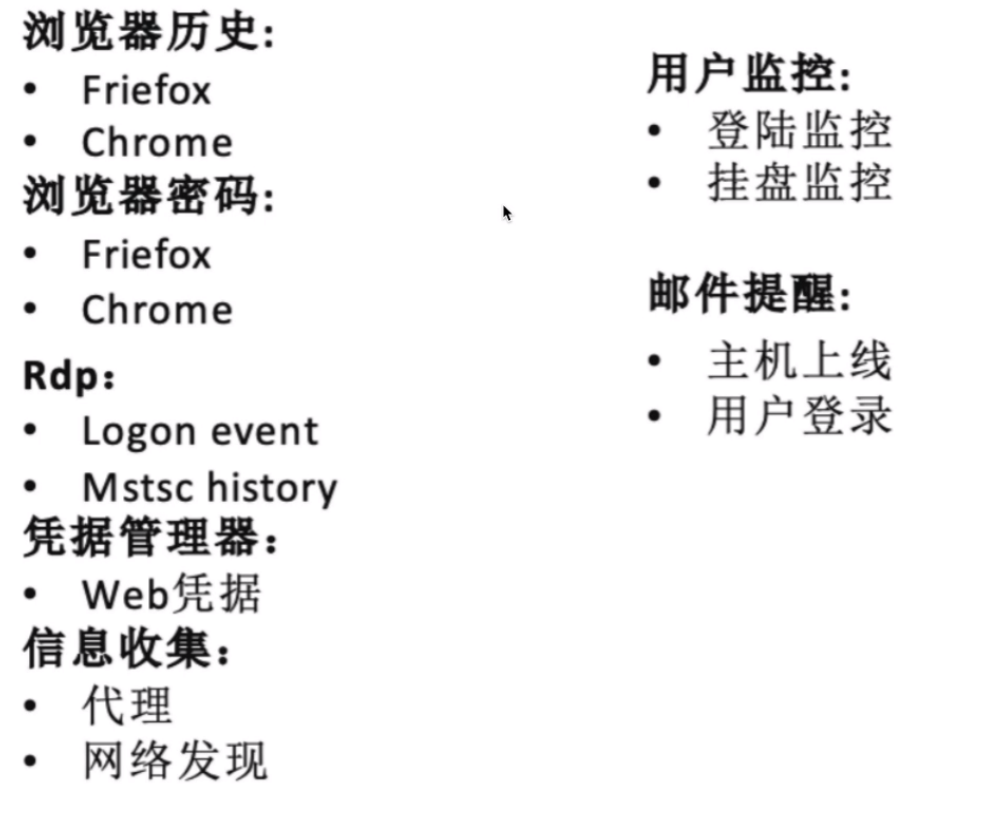 浏览器历史:
• Friefox
• Chrome
浏览器密码:
• Friefox
• Chrome
Rdp：
• Logon event
• Mstsc history
凭据管理器：
• Web凭据
信息收集：
• 代理
• 网络发现
用户监控:
• 登陆监控
• 挂盘监控
邮件提醒:
• 主机上线
• 用户登录